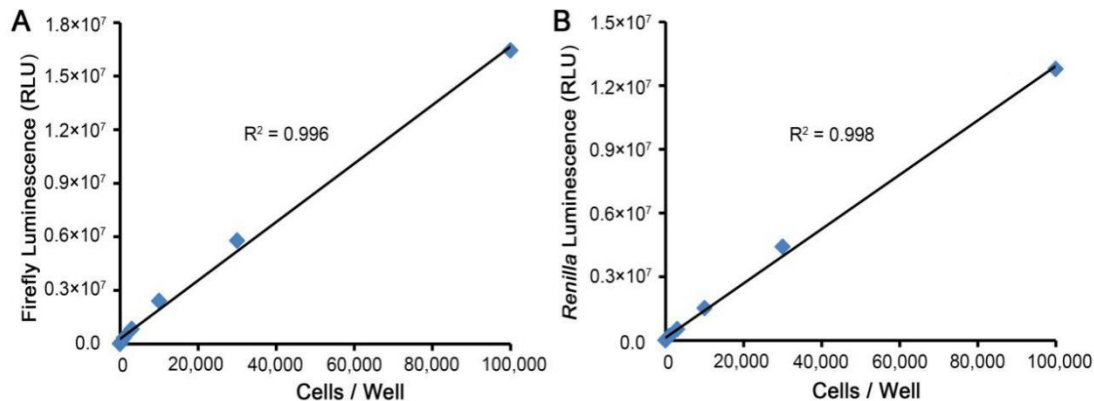 A
Firefly Luminescence (RLU)
1.8×10⁷
1.5×10⁷
1.2×10⁷
0.9×10⁷
0.6×10⁷
0.3×10⁷
0.0
R² = 0.996
0 20,000 40,000 60,000 80,000 100,000
Cells / Well
B
Renilla Luminescence (RLU)
1.5×10⁷
1.2×10⁷
0.9×10⁷
0.6×10⁷
0.3×10⁷
0.0
R² = 0.998
0 20,000 40,000 60,000 80,000 100,000
Cells / Well